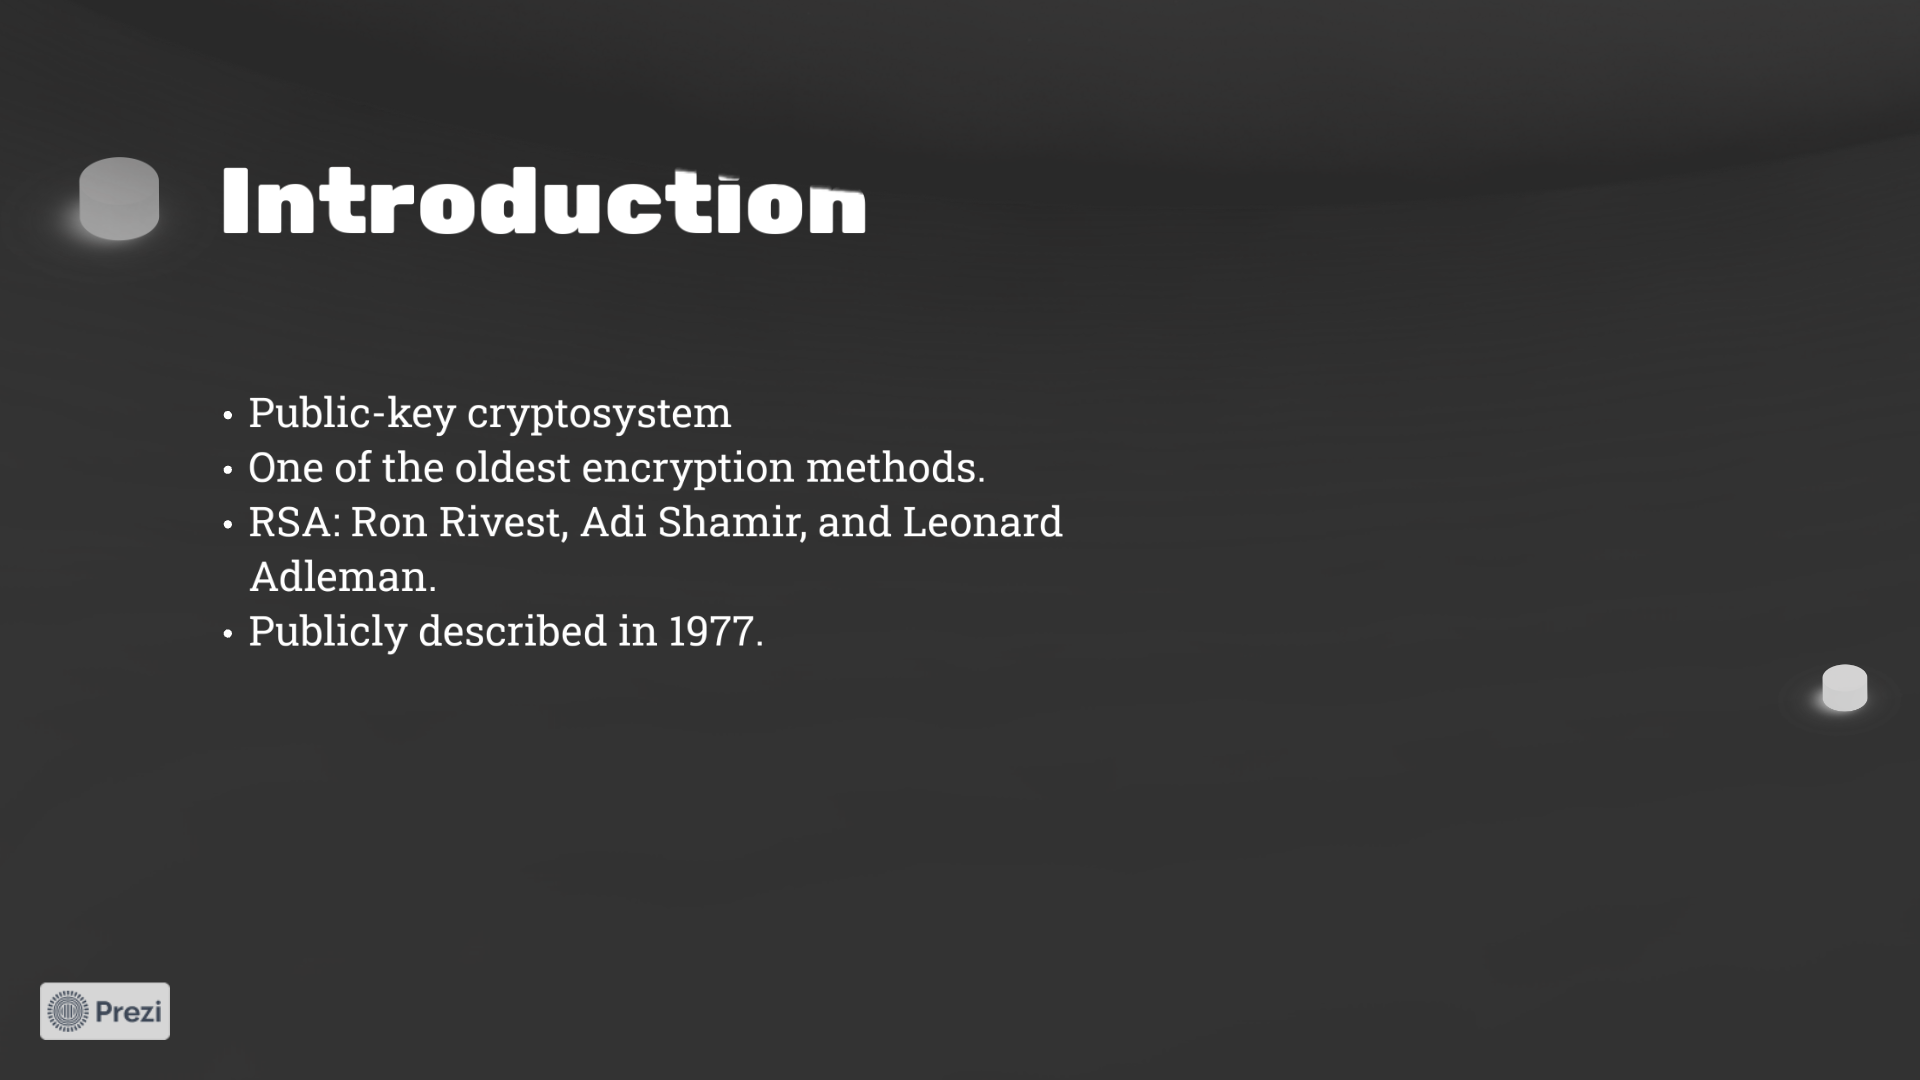 Introduction
• Public-key cryptosystem
• One of the oldest encryption methods.
• RSA: Ron Rivest, Adi Shamir, and Leonard
Adleman.
• Publicly described in 1977.
Prezi